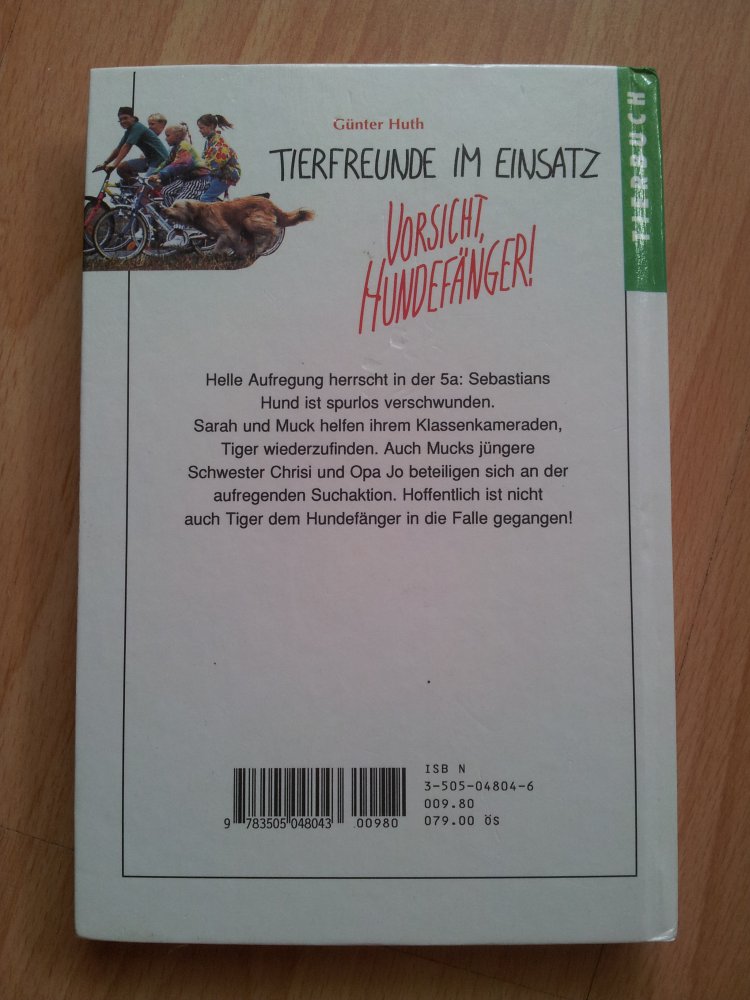 Günter Huth
TIERFREUNDE IM EINSATZ
VORSICHT,
HUNDEFÄNGER!
TIERBUCH
Helle Aufregung herrscht in der 5a: Sebastians
Hund ist spurlos verschwunden.
Sarah und Muck helfen ihrem Klassenkameraden,
Tiger wiederzufinden. Auch Mucks jüngere
Schwester Chrisi und Opa Jo beteiligen sich an der
aufregenden Suchaktion. Hoffentlich ist nicht
auch Tiger dem Hundefänger in die Falle gegangen!
ISB N
3-505-04804-6
009.80
079.00 öS
9 783505 048043 00980